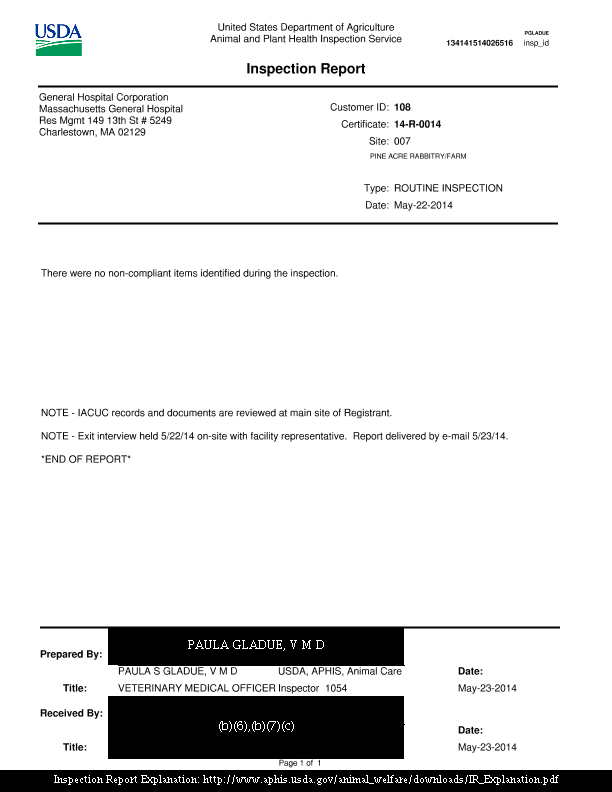 USDA
United States Department of Agriculture
Animal and Plant Health Inspection Service
PGLADUE
134141514026516 insp_id
Inspection Report
General Hospital Corporation
Massachusetts General Hospital
Res Mgmt 149 13th St # 5249
Charlestown, MA 02129
Customer ID: 108
Certificate: 14-R-0014
Site: 007
PINE ACRE RABBITRY/FARM
Type: ROUTINE INSPECTION
Date: May-22-2014
There were no non-compliant items identified during the inspection.
NOTE - IACUC records and documents are reviewed at main site of Registrant.
NOTE - Exit interview held 5/22/14 on-site with facility representative. Report delivered by e-mail 5/23/14.
*END OF REPORT*
PAULA GLADUE, V M D
Prepared By:
PAULA S GLADUE, V M D USDA, APHIS, Animal Care Date:
Title: VETERINARY MEDICAL OFFICER Inspector 1054 May-23-2014
Received By:
(b)(6),(b)(7)(c)
Date:
Title: May-23-2014
Page 1 of 1
Inspection Report Explanation: http://www.aphis.usda.gov/animal_welfare/downloads/IR_Explanation.pdf